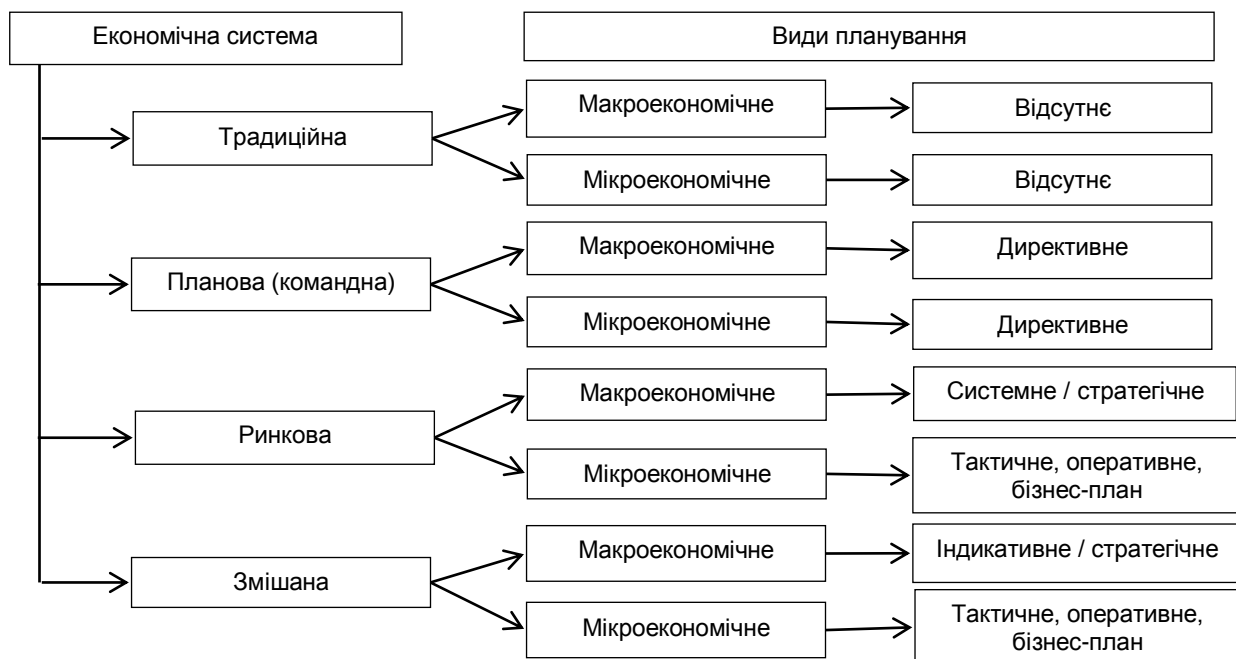 Економічна система
Види планування
Традиційна
Макроекономічне
Відсутнє
Мікроекономічне
Відсутнє
Планова (командна)
Макроекономічне
Директивне
Мікроекономічне
Директивне
Ринкова
Макроекономічне
Системне / стратегічне
Мікроекономічне
Тактичне, оперативне,
бізнес-план
Змішана
Макроекономічне
Індикативне / стратегічне
Мікроекономічне
Тактичне, оперативне,
бізнес-план